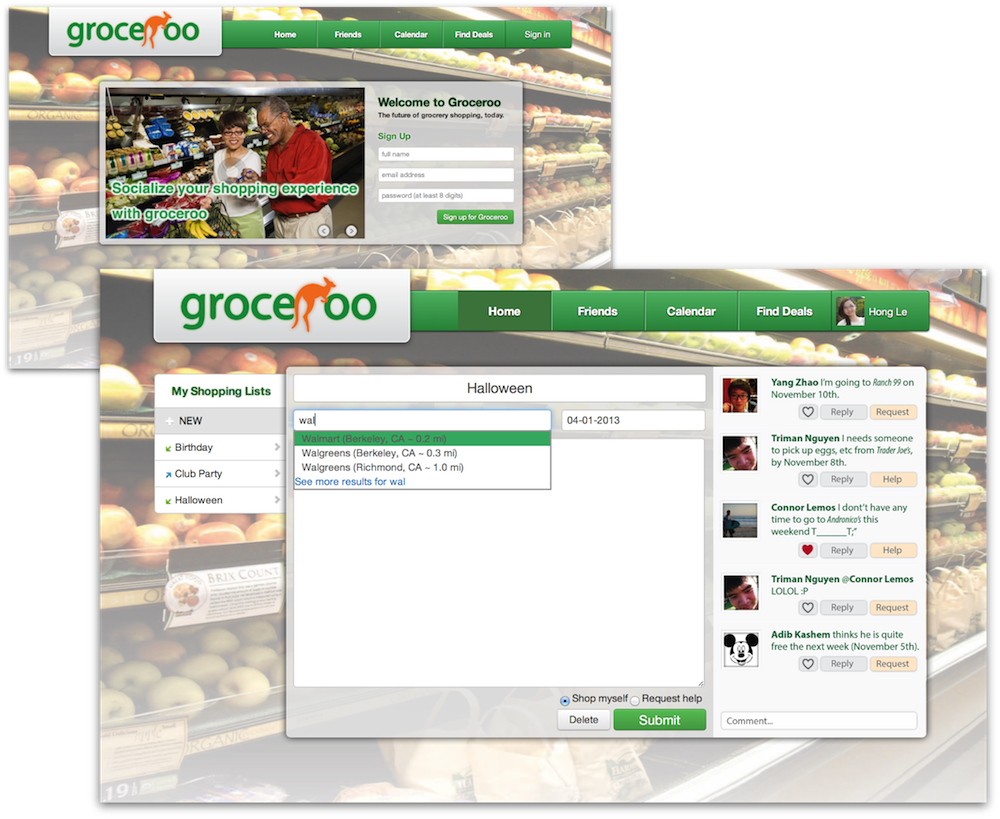 groceroo
Home
Friends
Calendar
Find Deals
Sign in
ORGANIC
Socialize your shopping experience
with groceroo
Welcome to Groceroo
The future of grocrery shopping, today.
Sign Up
full name
email address
password (at least 8 digits)
Sign up for Groceroo
groceroo
Home
Friends
Calendar
Find Deals
Hong Le
My Shopping Lists
NEW
Birthday
Club Party
Halloween
Halloween
wal
04-01-2013
Walmart (Berkeley, CA ~ 0.2 mi)
Walgreens (Berkeley, CA ~ 0.3 mi)
Walgreens (Richmond, CA ~ 1.0 mi)
See more results for wal
Shop myself
Request help
Delete
Submit
Yang Zhao I'm going to Ranch 99 on
November 10th.
Reply
Request
Triman Nguyen I needs someone
to pick up eggs, etc from Trader Joe's,
by November 8th.
Reply
Help
Connor Lemos I dont't have any
time to go to Andronico's this
weekend T_____T;"
Reply
Help
Triman Nguyen @Connor Lemos
LOLOL :P
Reply
Request
Adib Kashem thinks he is quite
free the next week (November 5th).
Reply
Request
Comment...
BRIX COUNT
ORGANIC